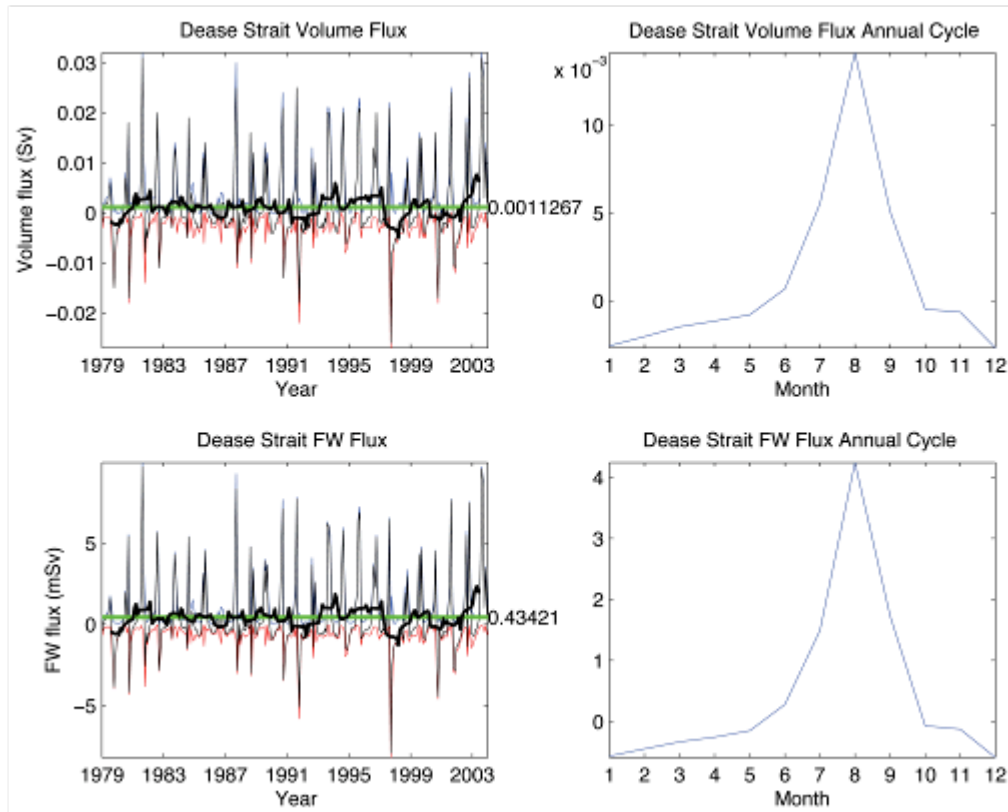 Dease Strait Volume Flux
0.03
0.02
0.01
0
−0.01
−0.02
Volume flux (Sv)
0.0011267
1979 1983 1987 1991 1995 1999 2003
Year
Dease Strait Volume Flux Annual Cycle
x 10⁻³
10
5
0
1 2 3 4 5 6 7 8 9 10 11 12
Month
Dease Strait FW Flux
5
0
−5
FW flux (mSv)
0.43421
1979 1983 1987 1991 1995 1999 2003
Year
Dease Strait FW Flux Annual Cycle
4
3
2
1
0
1 2 3 4 5 6 7 8 9 10 11 12
Month